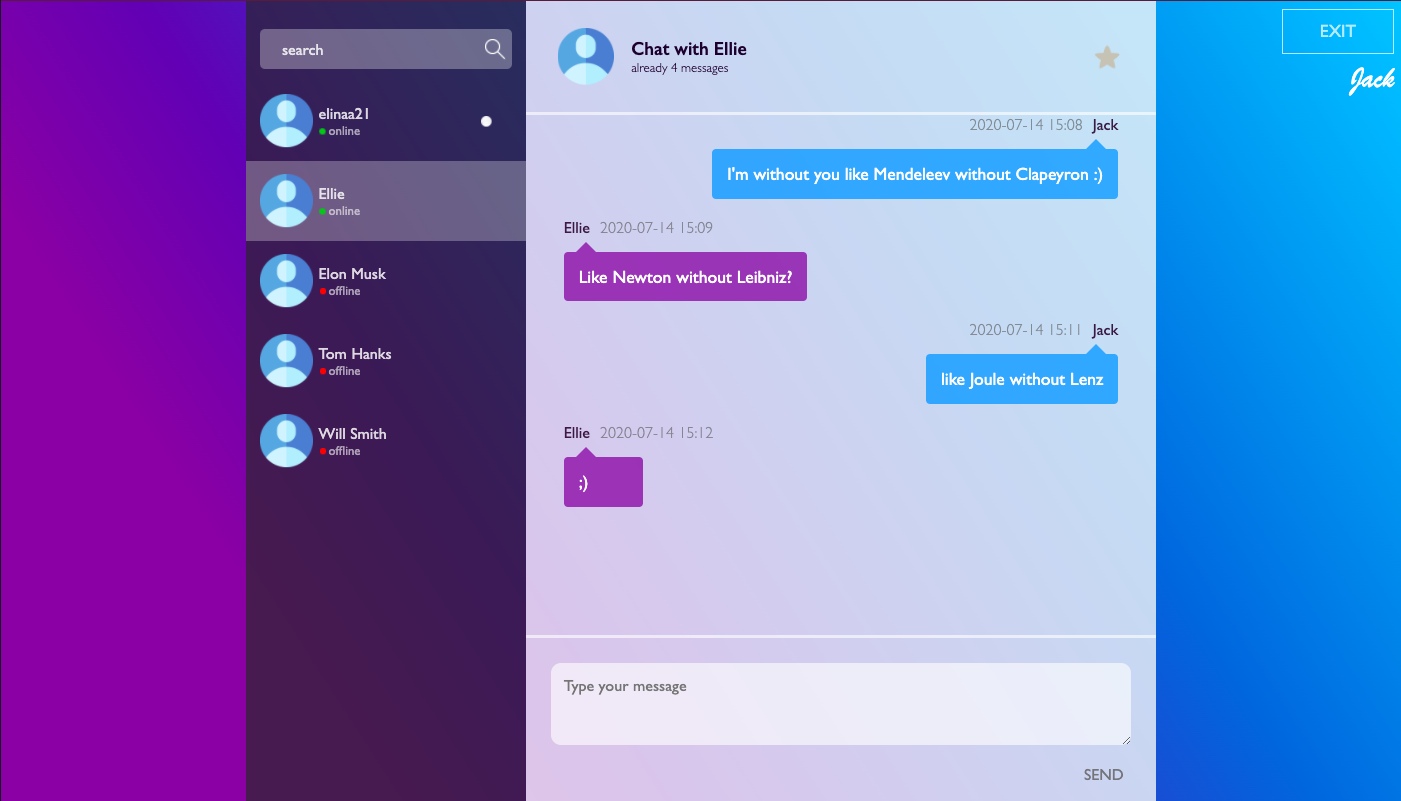 search
elinaa21
online
Ellie
online
Elon Musk
offline
Tom Hanks
offline
Will Smith
offline
Chat with Ellie
already 4 messages
2020-07-14 15:08 Jack
I'm without you like Mendeleev without Clapeyron :)
Ellie 2020-07-14 15:09
Like Newton without Leibniz?
2020-07-14 15:11 Jack
like Joule without Lenz
Ellie 2020-07-14 15:12
;)
Type your message
SEND
EXIT
Jack